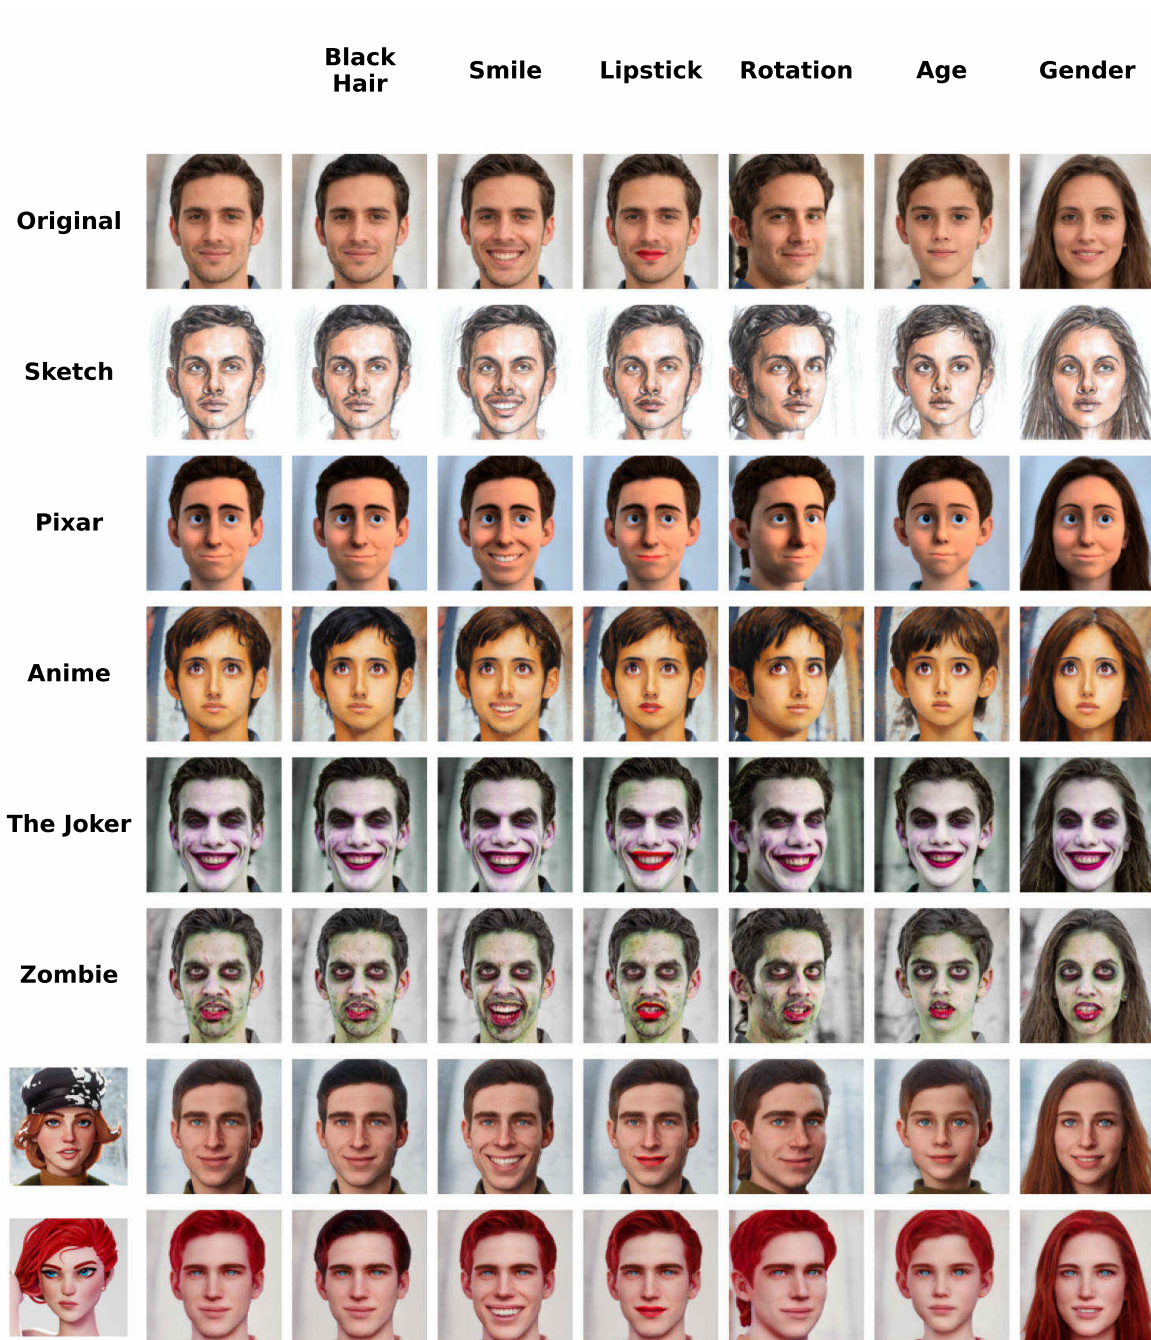 Black
Hair
Smile
Lipstick
Rotation
Age
Gender
Original
Sketch
Pixar
Anime
The Joker
Zombie